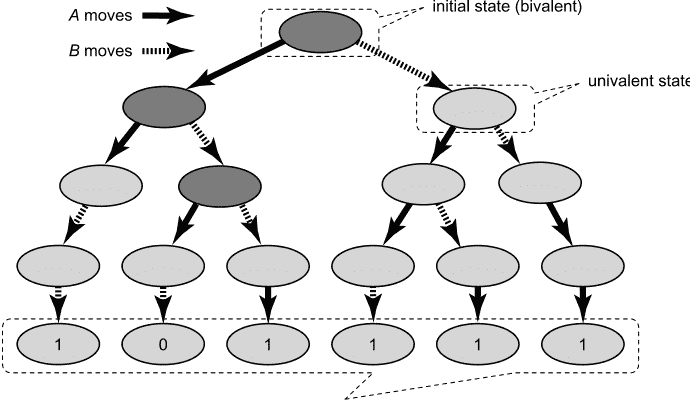 A moves
B moves
initial state (bivalent)
univalent state
1 0 1 1 1 1